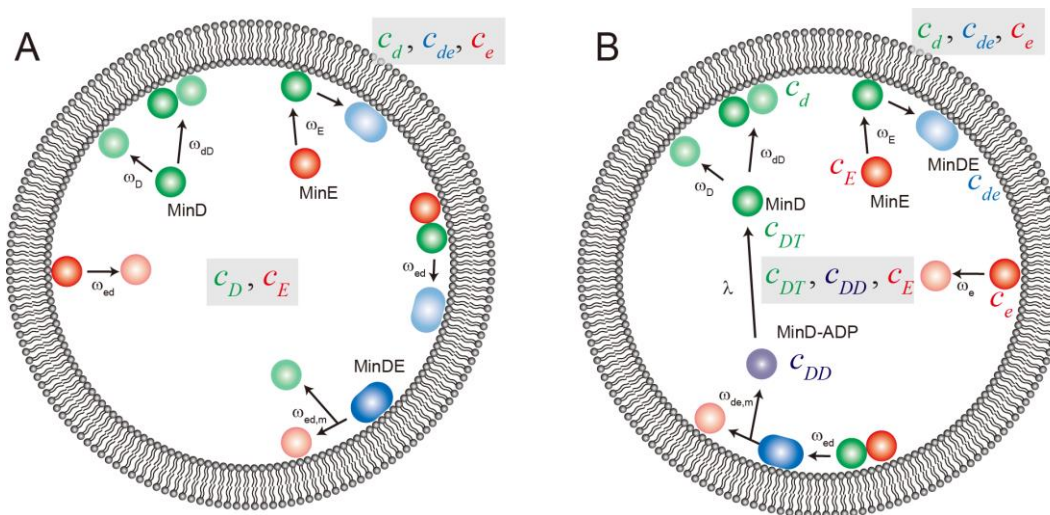 A
c_d, c_de, c_e
ω_dD
ω_D
MinD
ω_E
MinE
ω_ed
ω_ed
c_D, c_E
MinDE
ω_ed,m
B
c_d, c_de, c_e
c_d
ω_dD
ω_D
MinD
c_DT
ω_E
c_E
MinE
MinDE
c_de
c_DT, c_DD, c_E
ω_e
c_e
λ
MinD-ADP
c_DD
ω_de,m
ω_ed